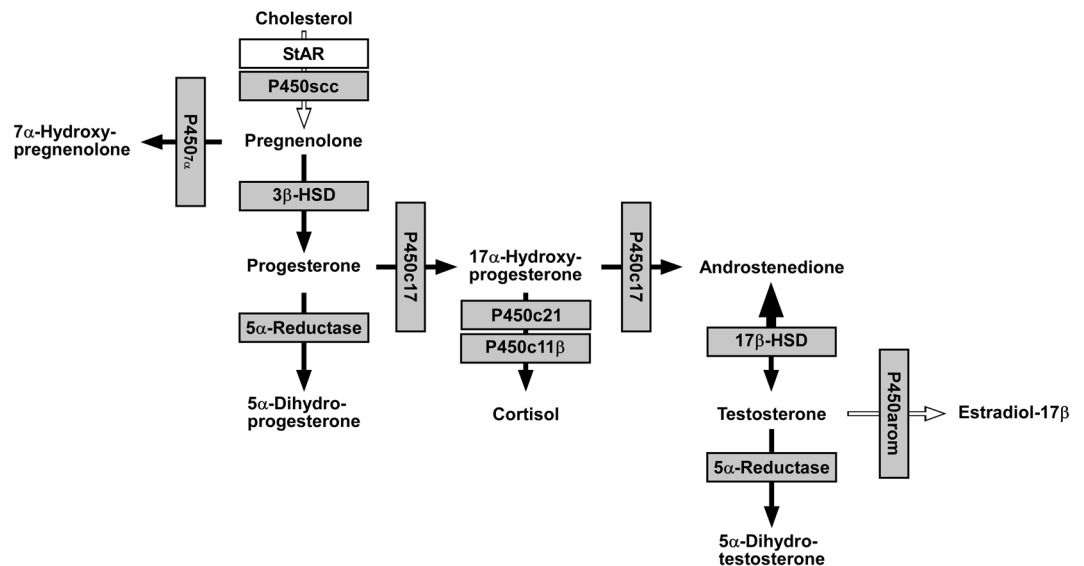 Cholesterol
StAR
P450scc
7α-Hydroxy-
pregnenolone
P4507α
Pregnenolone
3β-HSD
Progesterone
P450c17
17α-Hydroxy-
progesterone
P450c17
Androstenedione
5α-Reductase
P450c21
P450c11β
17β-HSD
5α-Dihydro-
progesterone
Cortisol
Testosterone
P450arom
Estradiol-17β
5α-Reductase
5α-Dihydro-
testosterone